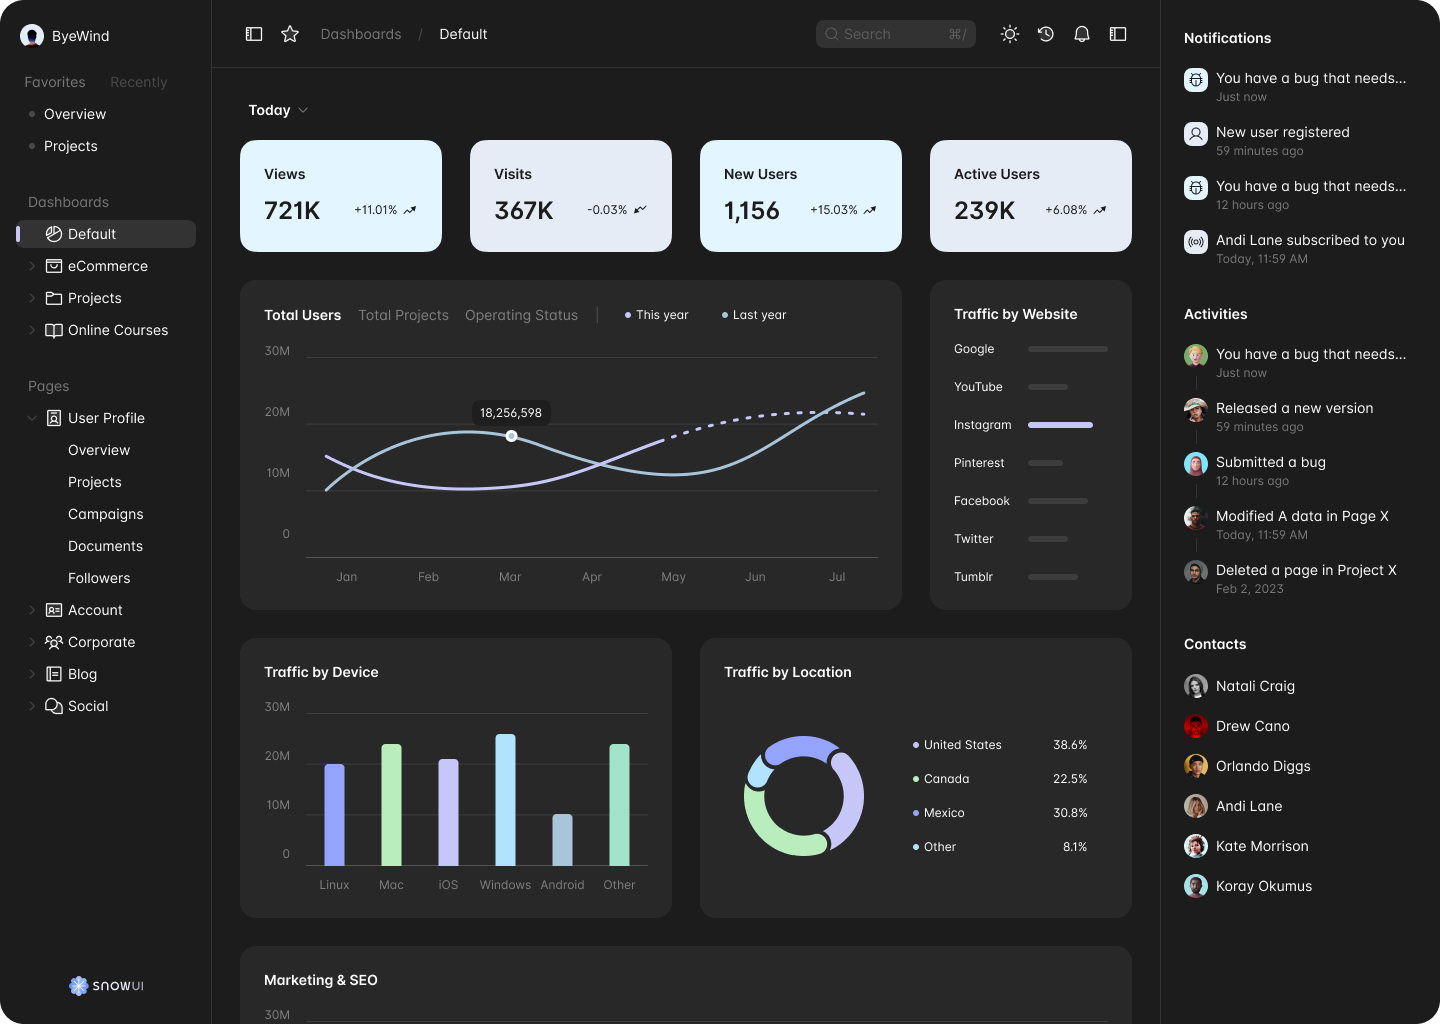 ByeWind
Favorites Recently
Overview
Projects
Dashboards
Default
eCommerce
Projects
Online Courses
Pages
User Profile
Overview
Projects
Campaigns
Documents
Followers
Account
Corporate
Blog
Social
SNOWUI
Dashboards / Default
Search ⌘/
Today
Views
721K +11.01%
Visits
367K -0.03%
New Users
1,156 +15.03%
Active Users
239K +6.08%
Total Users Total Projects Operating Status This year Last year
30M
20M
10M
0
18,256,598
Jan Feb Mar Apr May Jun Jul
Traffic by Website
Google
YouTube
Instagram
Pinterest
Facebook
Twitter
Tumblr
Traffic by Device
30M
20M
10M
0
Linux Mac iOS Windows Android Other
Traffic by Location
United States 38.6%
Canada 22.5%
Mexico 30.8%
Other 8.1%
Marketing & SEO
30M
Notifications
You have a bug that needs...
Just now
New user registered
59 minutes ago
You have a bug that needs...
12 hours ago
Andi Lane subscribed to you
Today, 11:59 AM
Activities
You have a bug that needs...
Just now
Released a new version
59 minutes ago
Submitted a bug
12 hours ago
Modified A data in Page X
Today, 11:59 AM
Deleted a page in Project X
Feb 2, 2023
Contacts
Natali Craig
Drew Cano
Orlando Diggs
Andi Lane
Kate Morrison
Koray Okumus